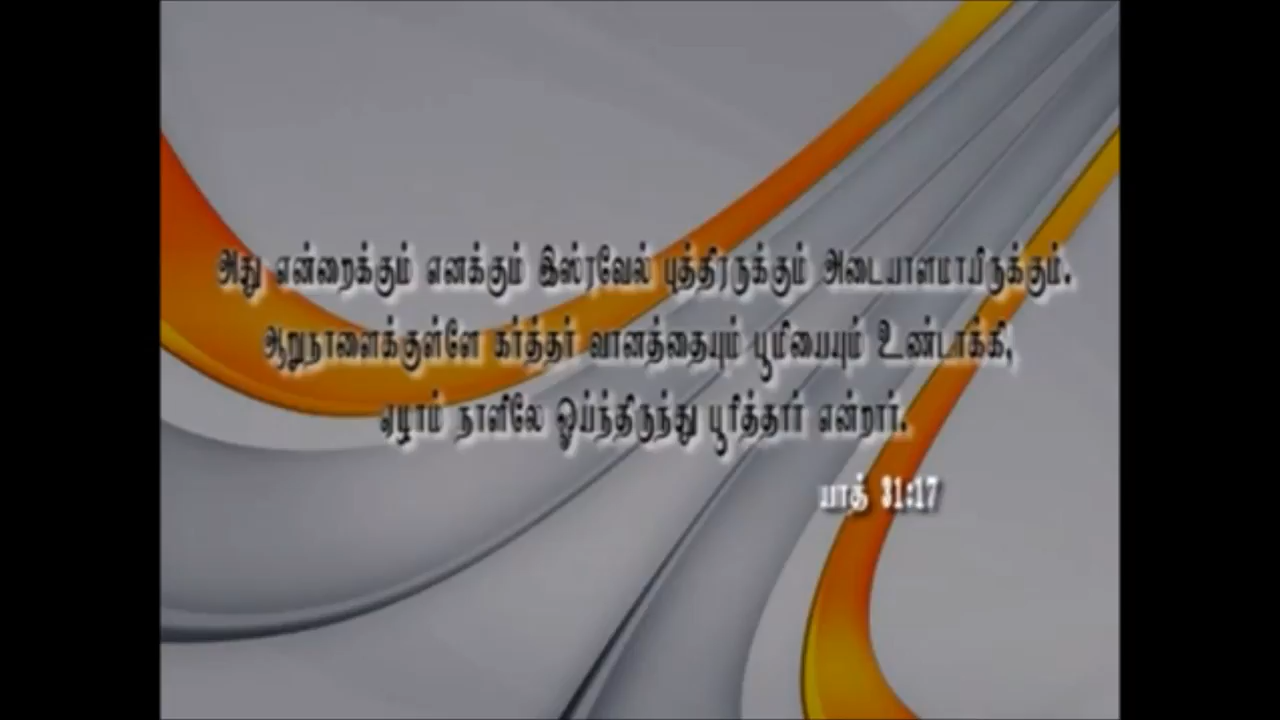 அது என்றைக்கும் எனக்கும் இஸ்ரவேல் புத்திரருக்கும் அடையாளமாயிருக்கும்.
ஆறுநாளைக்குள்ளே கர்த்தர் வானத்தையும் பூமியையும் உண்டாக்கி,
ஏழாம் நாளிலே ஓய்ந்திருந்து பூரித்தார் என்றார்.
யாத் 31:17